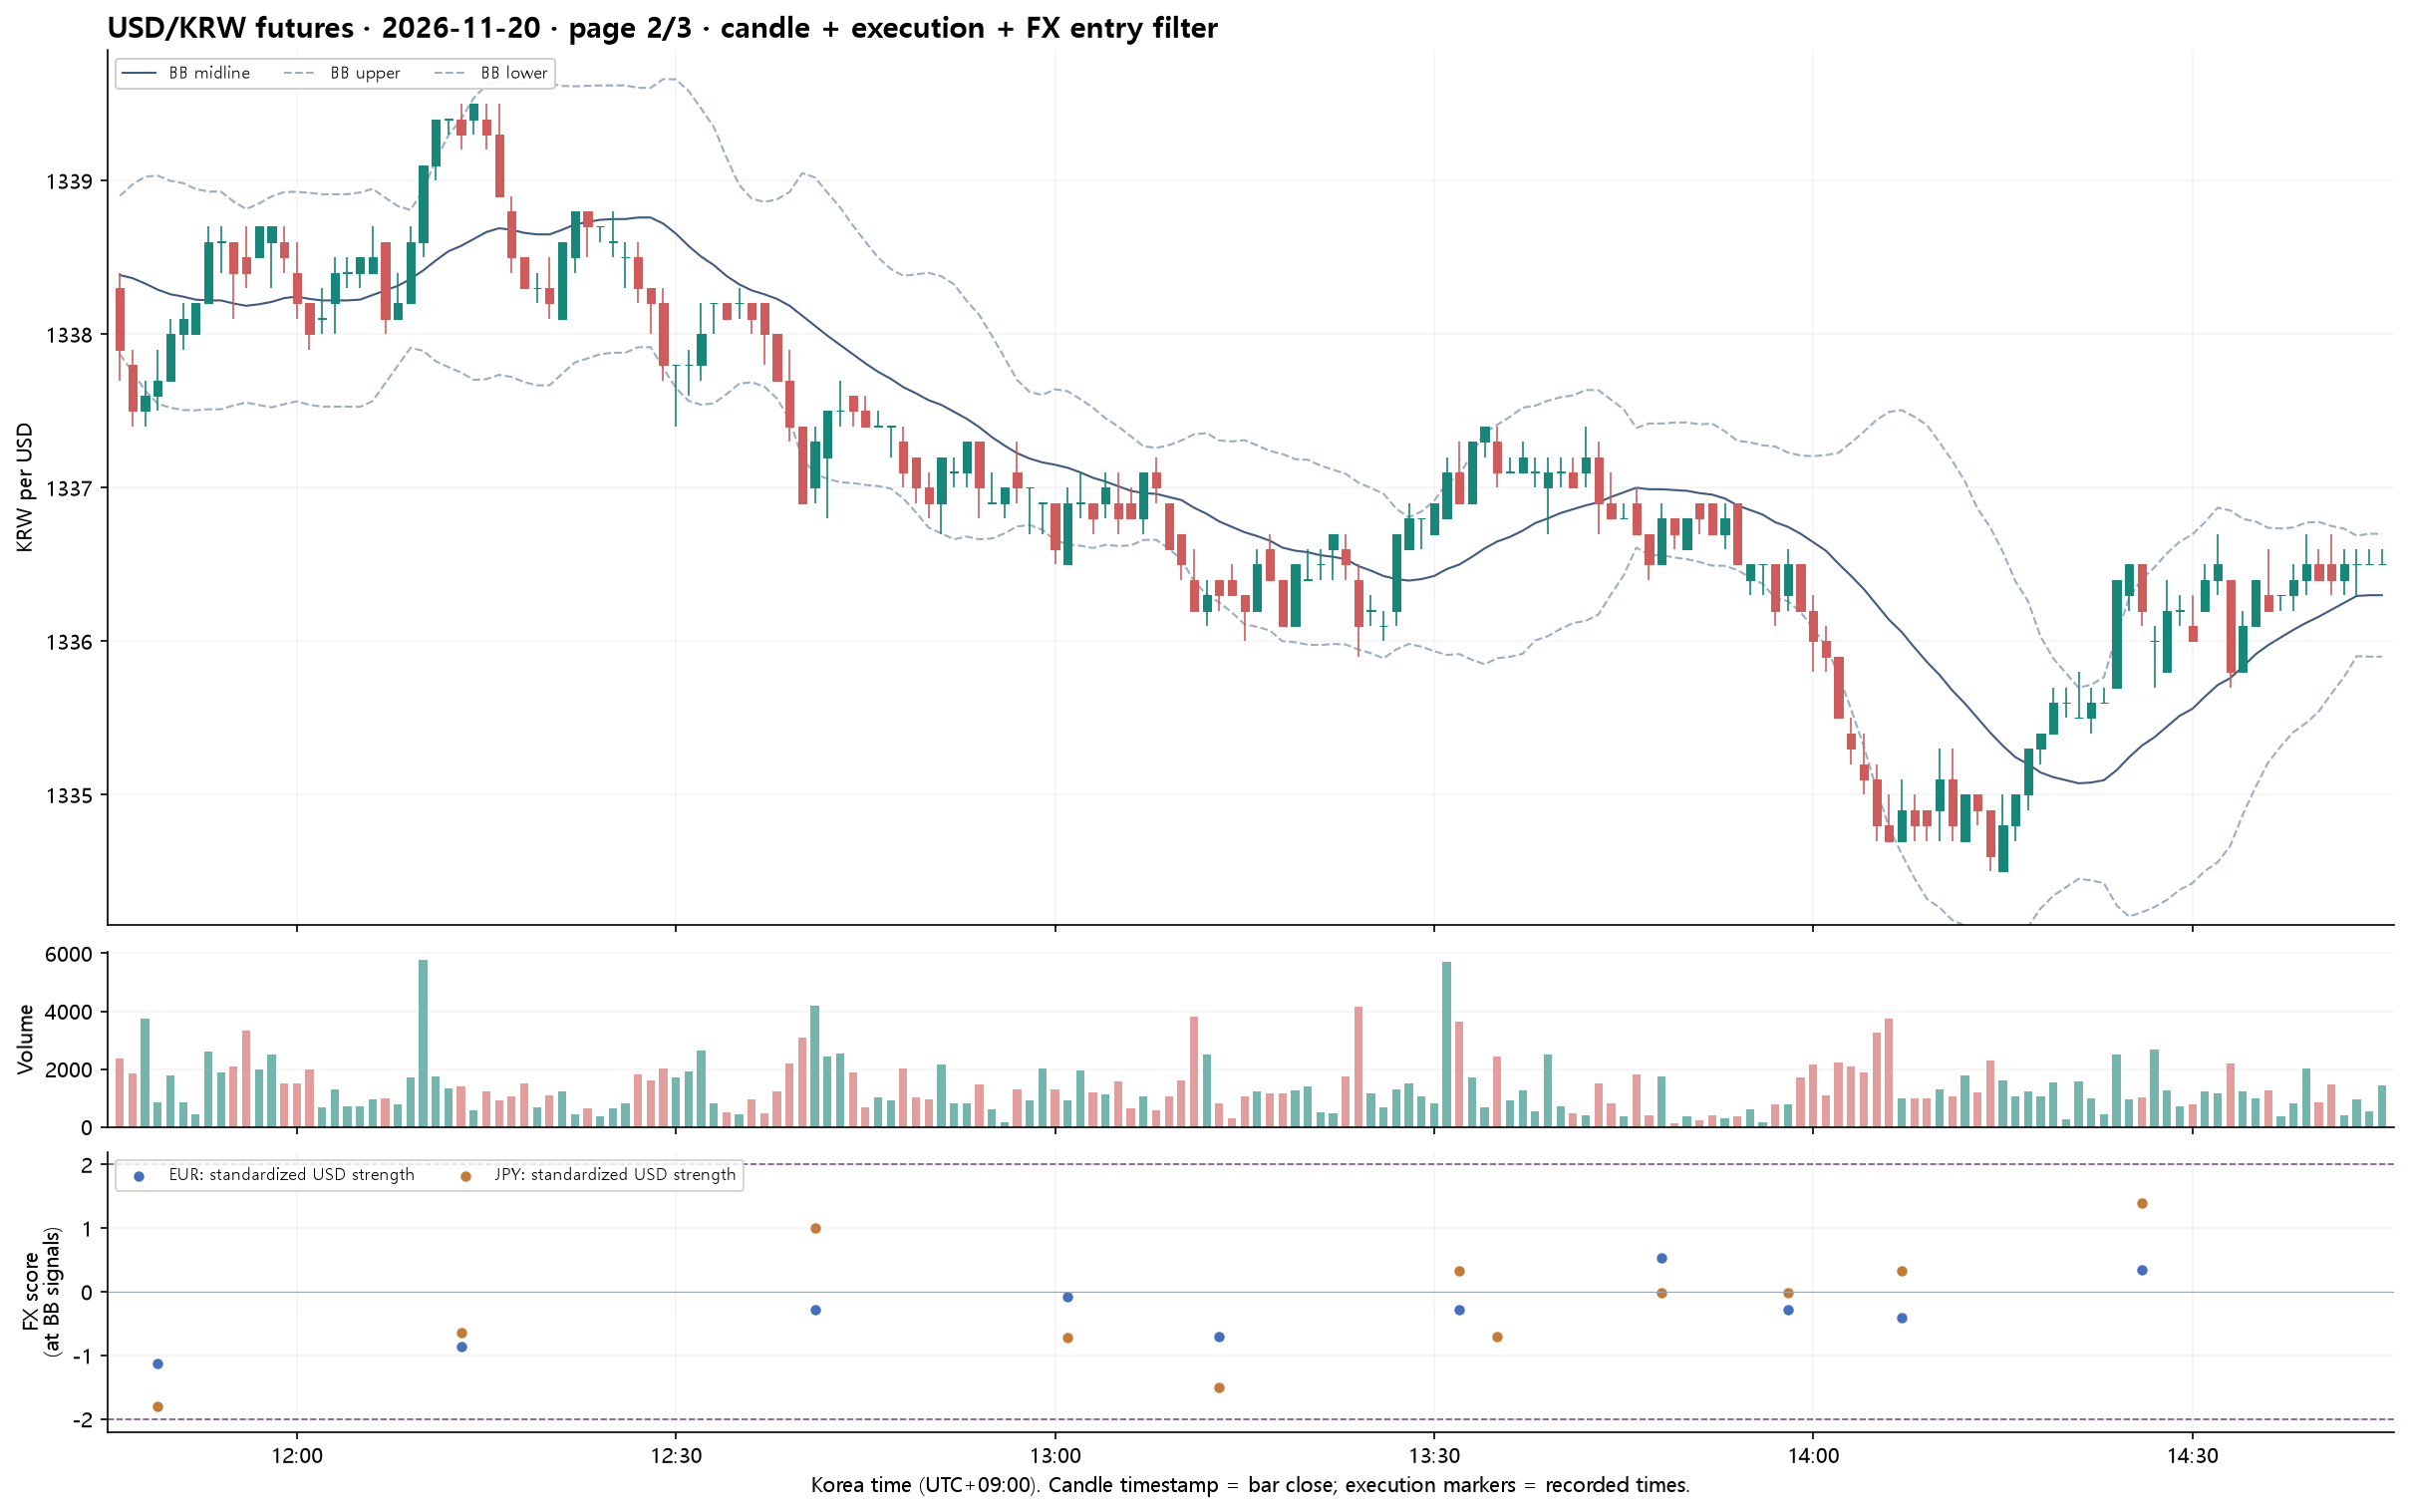 USD/KRW futures · 2026-11-20 · page 2/3 · candle + execution + FX entry filter
BB midline BB upper BB lower
KRW per USD
1339
1338
1337
1336
1335
Volume
6000
4000
2000
0
FX score
(at BB signals)
EUR: standardized USD strength JPY: standardized USD strength
2
1
0
-1
-2
12:00 12:30 13:00 13:30 14:00 14:30
Korea time (UTC+09:00). Candle timestamp = bar close; execution markers = recorded times.